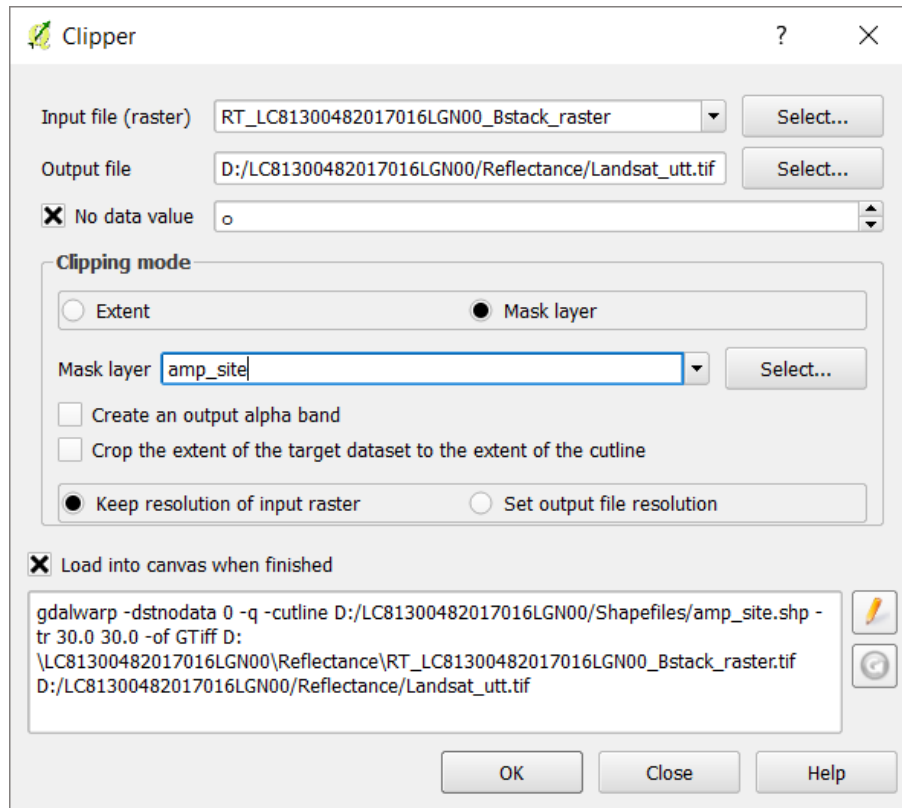 Clipper
?
Input file (raster) RT_LC81300482017016LGN00_Bstack_raster Select...
Output file D:/LC81300482017016LGN00/Reflectance/Landsat_utt.tif Select...
No data value o
Clipping mode
Extent Mask layer
Mask layer amp_site Select...
Create an output alpha band
Crop the extent of the target dataset to the extent of the cutline
Keep resolution of input raster Set output file resolution
Load into canvas when finished
gdalwarp -dstnodata 0 -q -cutline D:/LC81300482017016LGN00/Shapefiles/amp_site.shp -
tr 30.0 30.0 -of GTiff D:
\LC81300482017016LGN00\Reflectance\RT_LC81300482017016LGN00_Bstack_raster.tif
D:/LC81300482017016LGN00/Reflectance/Landsat_utt.tif
OK Close Help